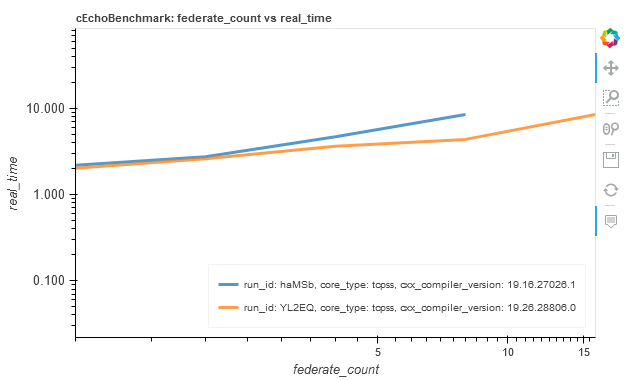 cEchoBenchmark: federate_count vs real_time
10.000
1.000
0.100
real_time
run_id: haMSb, core_type: tcpss, cxx_compiler_version: 19.16.27026.1
run_id: YL2EQ, core_type: tcpss, cxx_compiler_version: 19.26.28806.0
5
10
15
federate_count